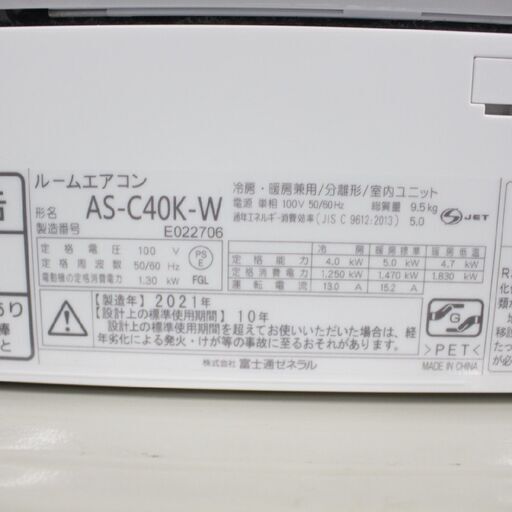 ルームエアコン
形名 AS-C40K-W
製造番号 E022706
冷房・暖房兼用/分離形/室内ユニット
電源 単相 100V 50/60Hz 総質量 9.5kg
通年エネルギー消費効率(JIS C 9612:2013) 5.0
S JET
定格電圧 100 V
定格周波数 50/60 Hz
電動機の定格消費電力 1.30 kW
PS
E
FGL
冷房 暖房標準 暖房低温
定格能力 4.0 kW 5.0 kW 4.7 kW
定格消費電力 1,250 kW 1,470 kW 1,830 kW
運転電流 13.0 A 15.2 A
【製造年】2021年
【設計上の標準使用期間】10年
設計上の標準使用期間を超えてお使いいただいた場合は、経
年劣化による発火・けが等の事故に至るおそれがあります。
G
>PET<
MADE IN CHINA
株式会社 富士通ゼネラル
あり
棒
と